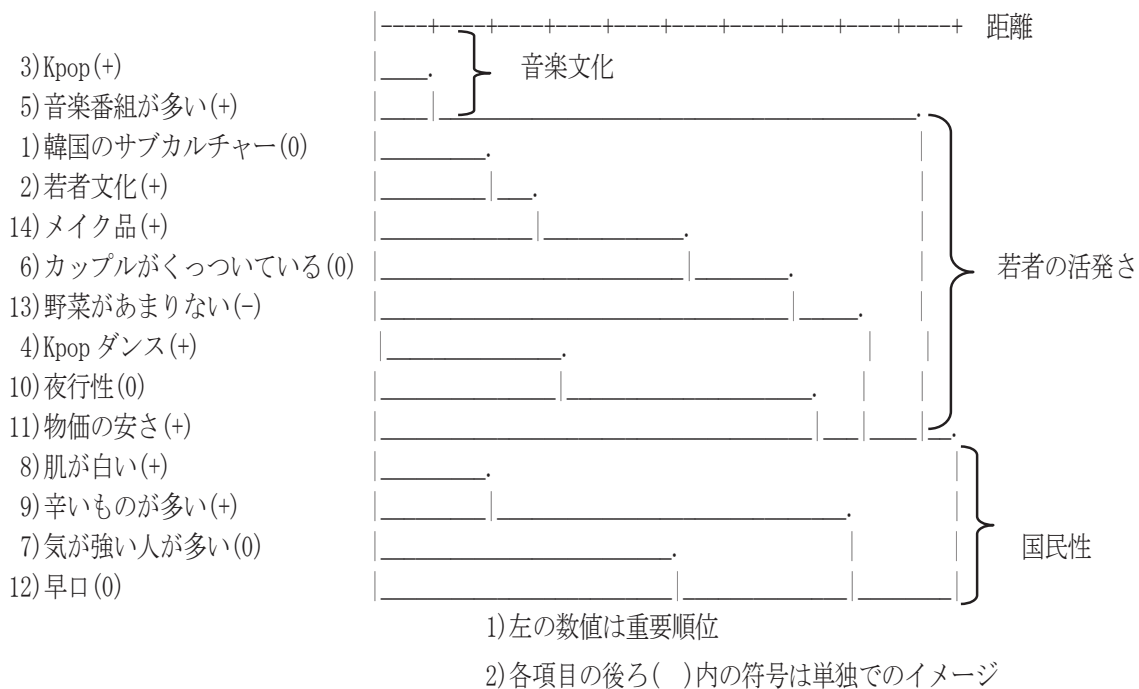 距離
3)Kpop(+)
音楽文化
5)音楽番組が多い(+)
1)韓国のサブカルチャー(0)
2)若者文化(+)
14)メイク品(+)
6)カップルがくっついている(0)
若者の活発さ
13)野菜があまりない(-)
4)Kpop ダンス(+)
10)夜行性(0)
11)物価の安さ(+)
8)肌が白い(+)
9)辛いものが多い(+)
7)気が強い人が多い(0)
国民性
12)早口(0)
1)左の数値は重要順位
2)各項目の後ろ( )内の符号は単独でのイメージ